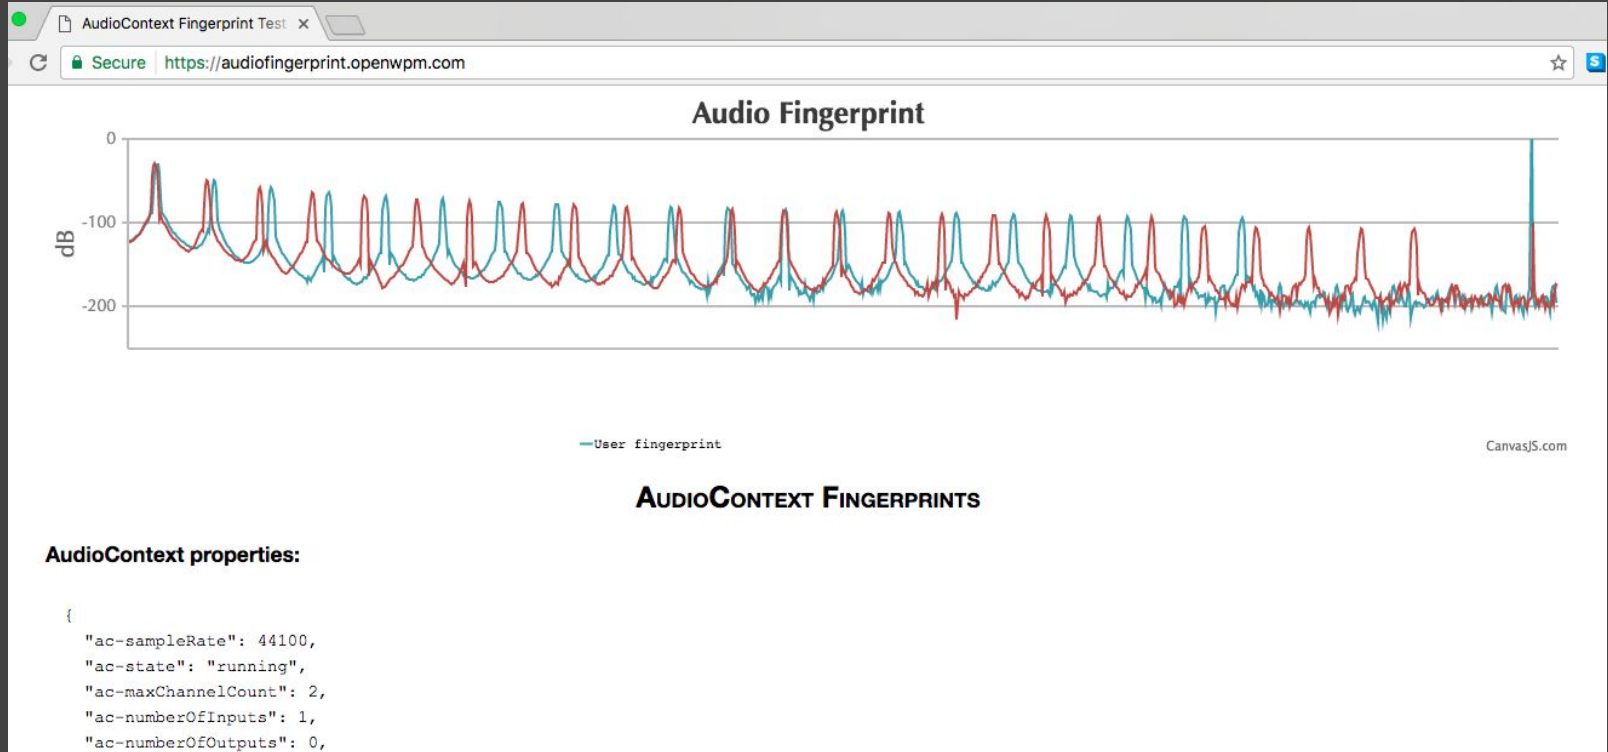 AudioContext Fingerprint Test
Secure https://audiofingerprint.openwpm.com
S
Audio Fingerprint
0
-100
-200
dB
User fingerprint
CanvasJS.com
AUDIOCONTEXT FINGERPRINTS
AudioContext properties:
{
"ac-sampleRate": 44100,
"ac-state": "running",
"ac-maxChannelCount": 2,
"ac-numberOfInputs": 1,
"ac-numberOfOutputs": 0,